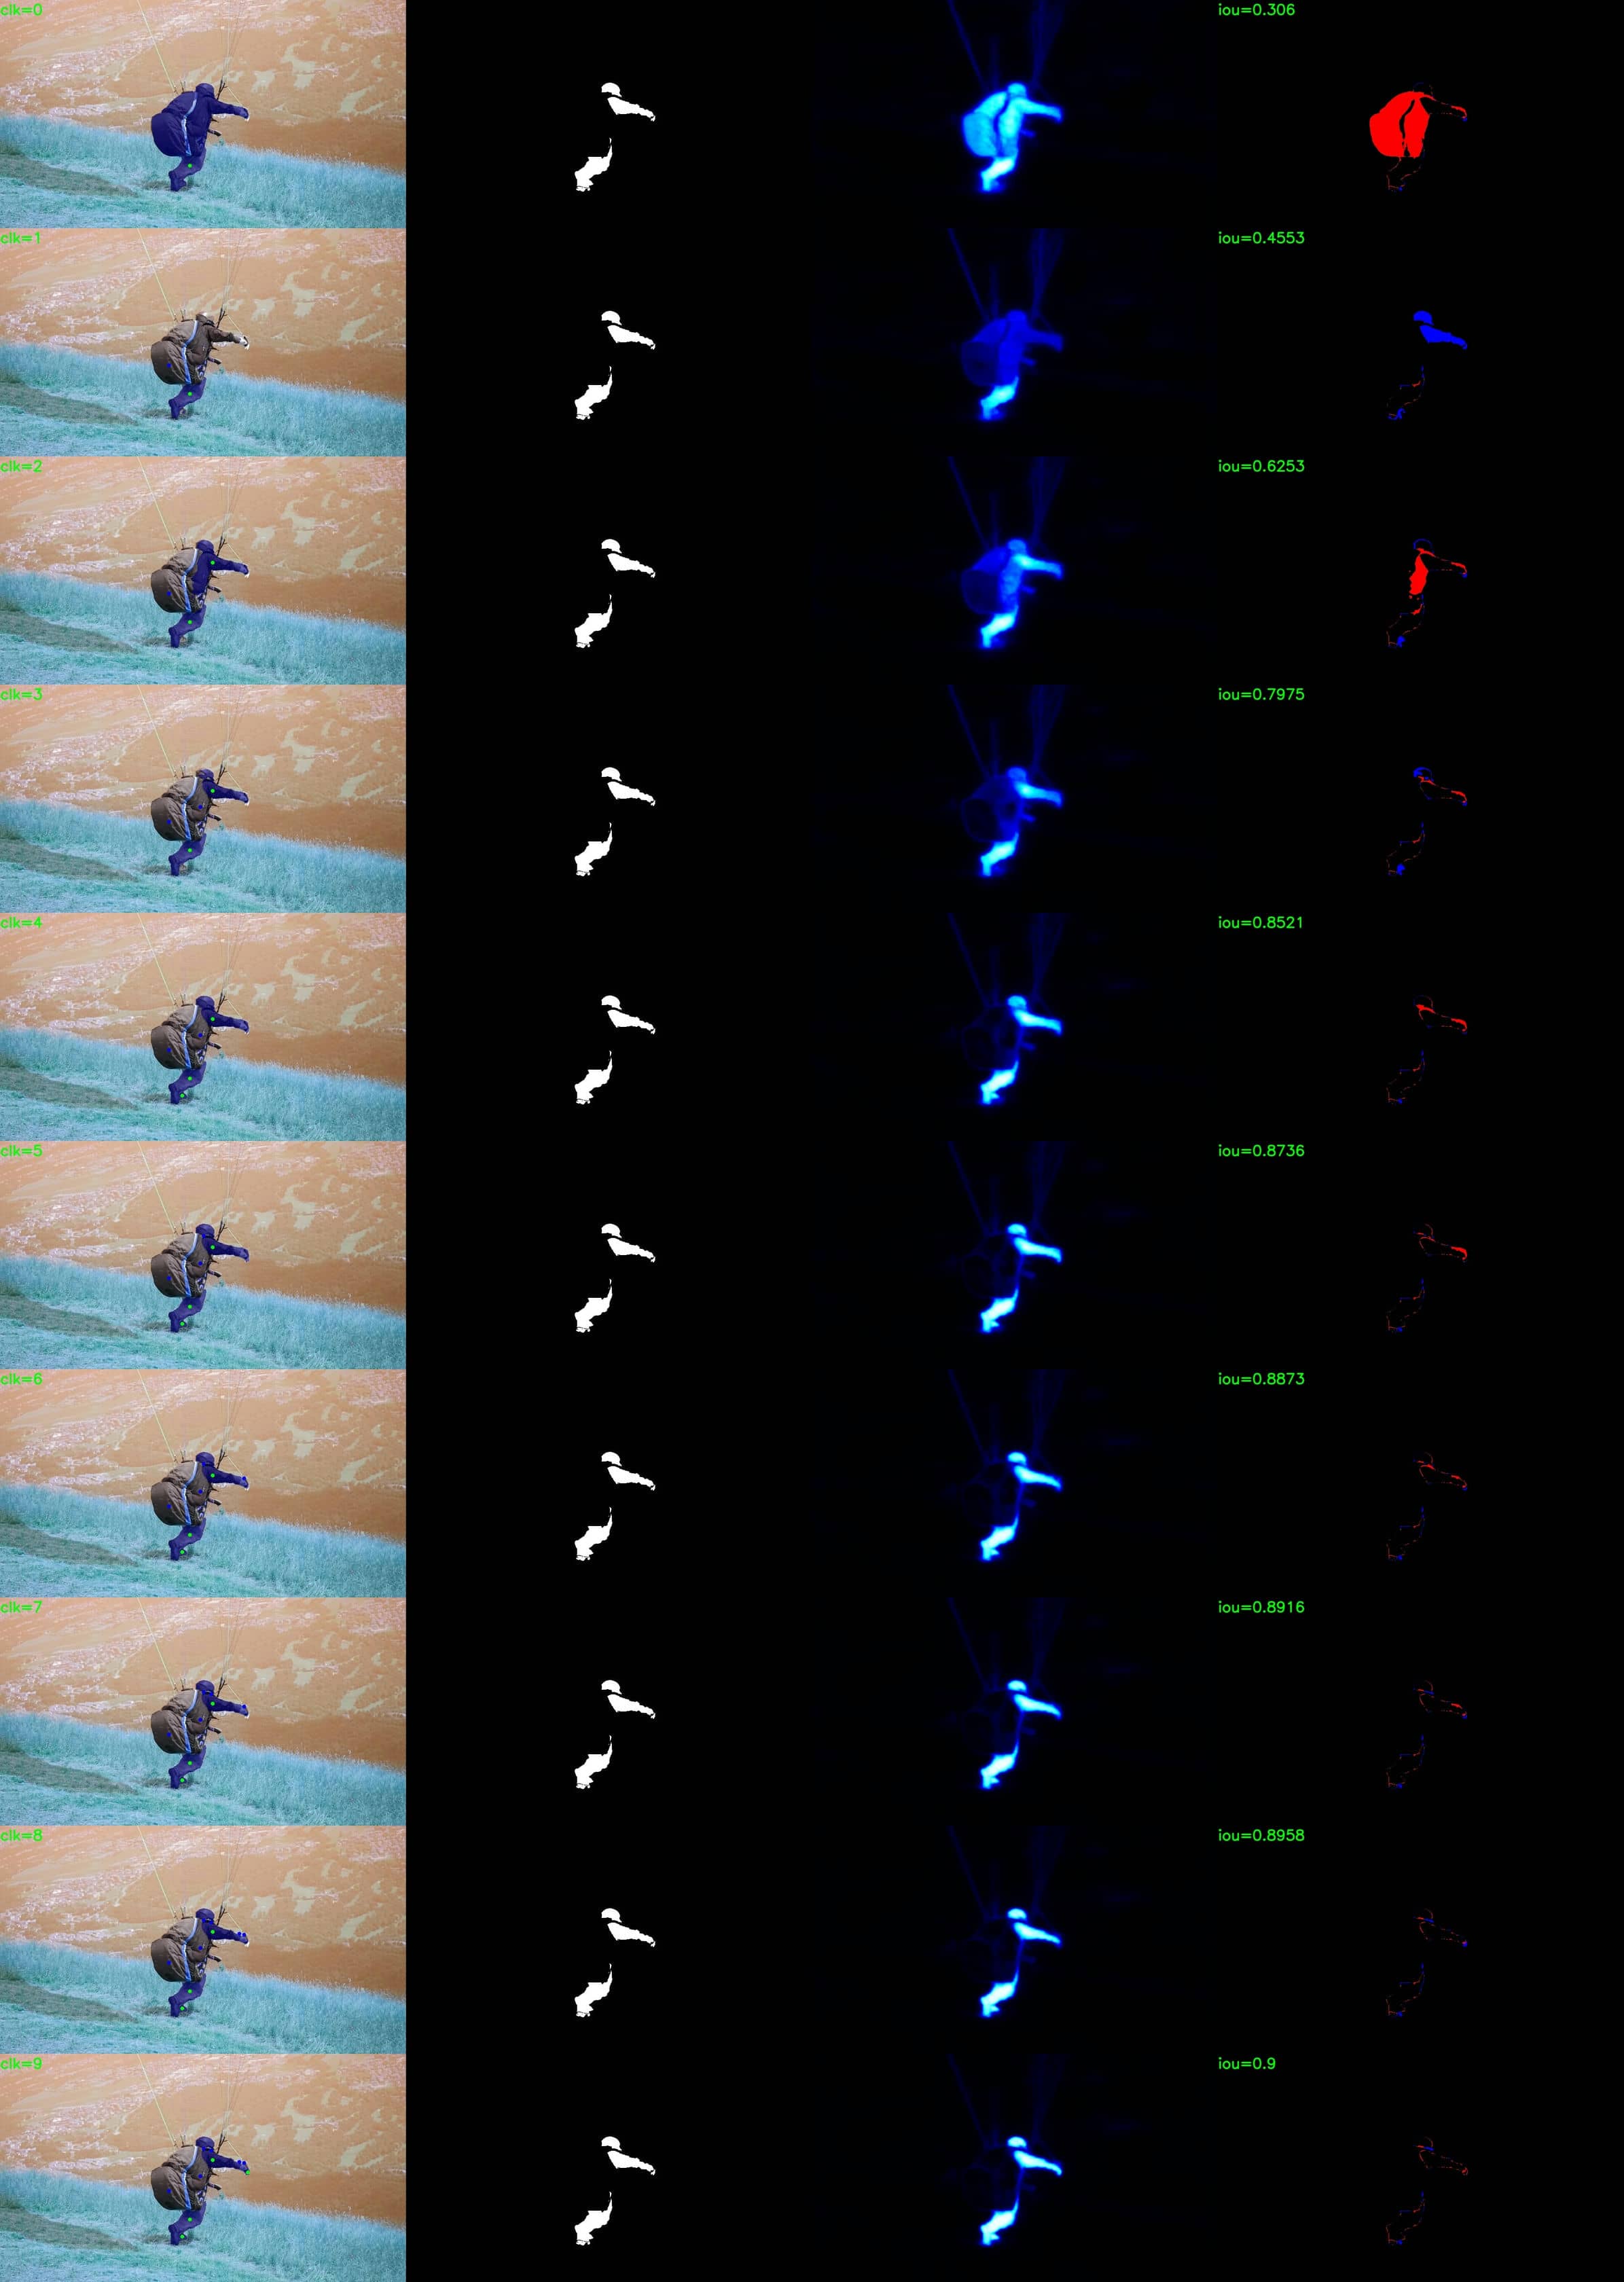 clk=0 iou=0.306
clk=1 iou=0.4553
clk=2 iou=0.6253
clk=3 iou=0.7975
clk=4 iou=0.8521
clk=5 iou=0.8736
clk=6 iou=0.8873
clk=7 iou=0.8916
clk=8 iou=0.8958
clk=9 iou=0.9